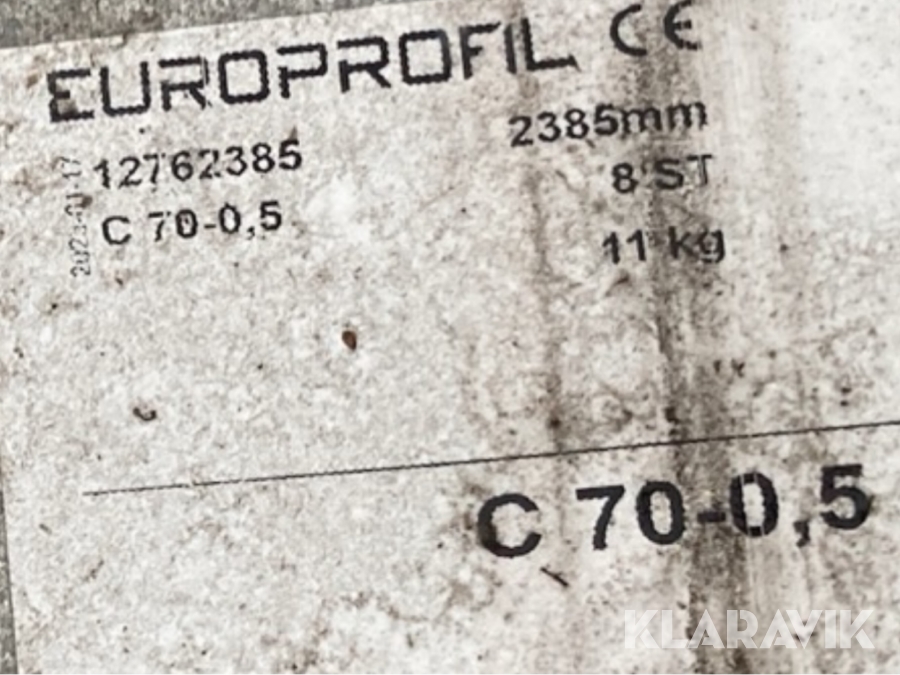 EUROPROFIL CE
12762385 2385mm
C 70-0,5 8 ST
11 kg
C 70-0,5
KLARAVIK